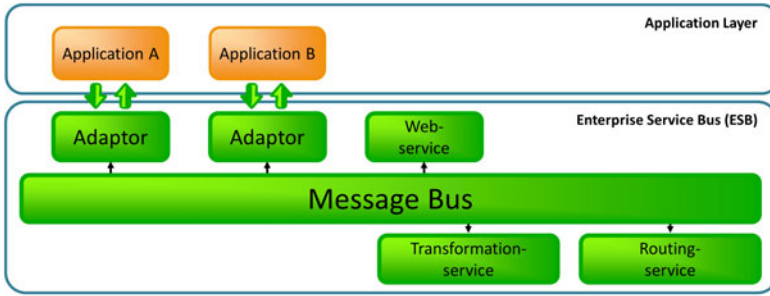 Application Layer
Application A
Application B
Enterprise Service Bus (ESB)
Adaptor
Adaptor
Web-
service
Message Bus
Transformation-
service
Routing-
service